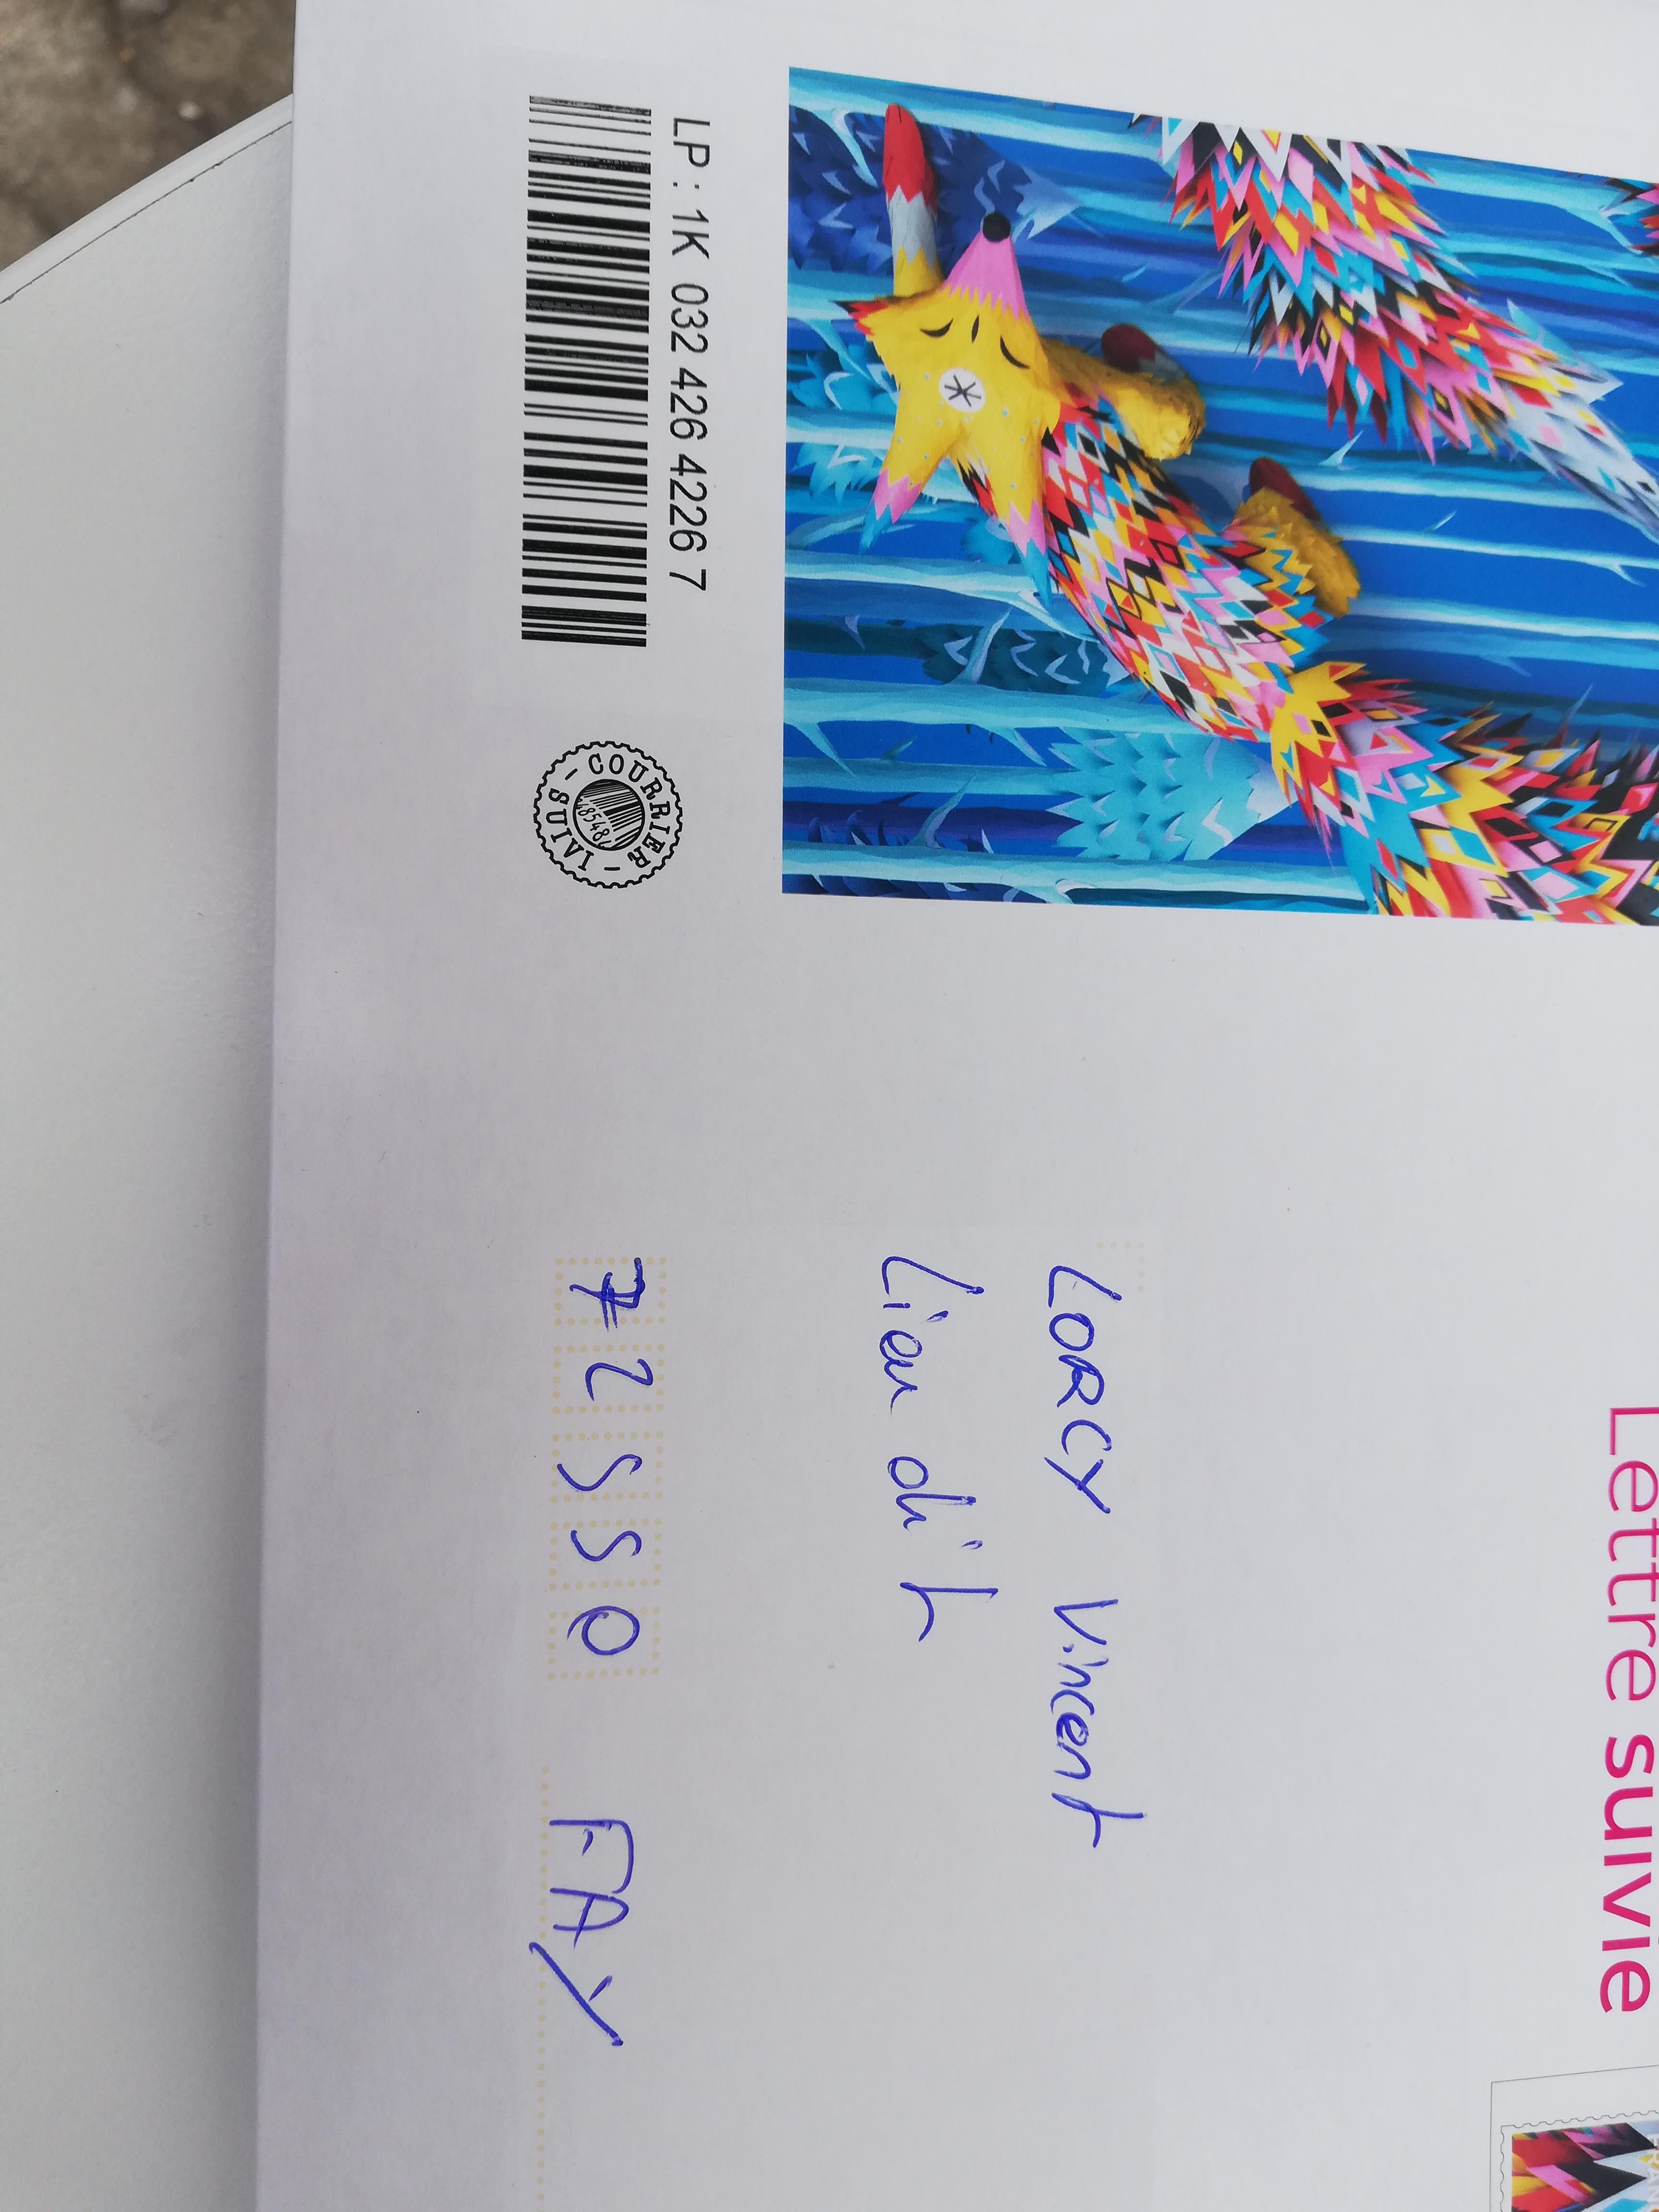 Lettre suivie
LP : 1K 032 426 4226 7
COURRIER - SUIVI -
LORCY Vincent
Lieu dit
72550 FAY